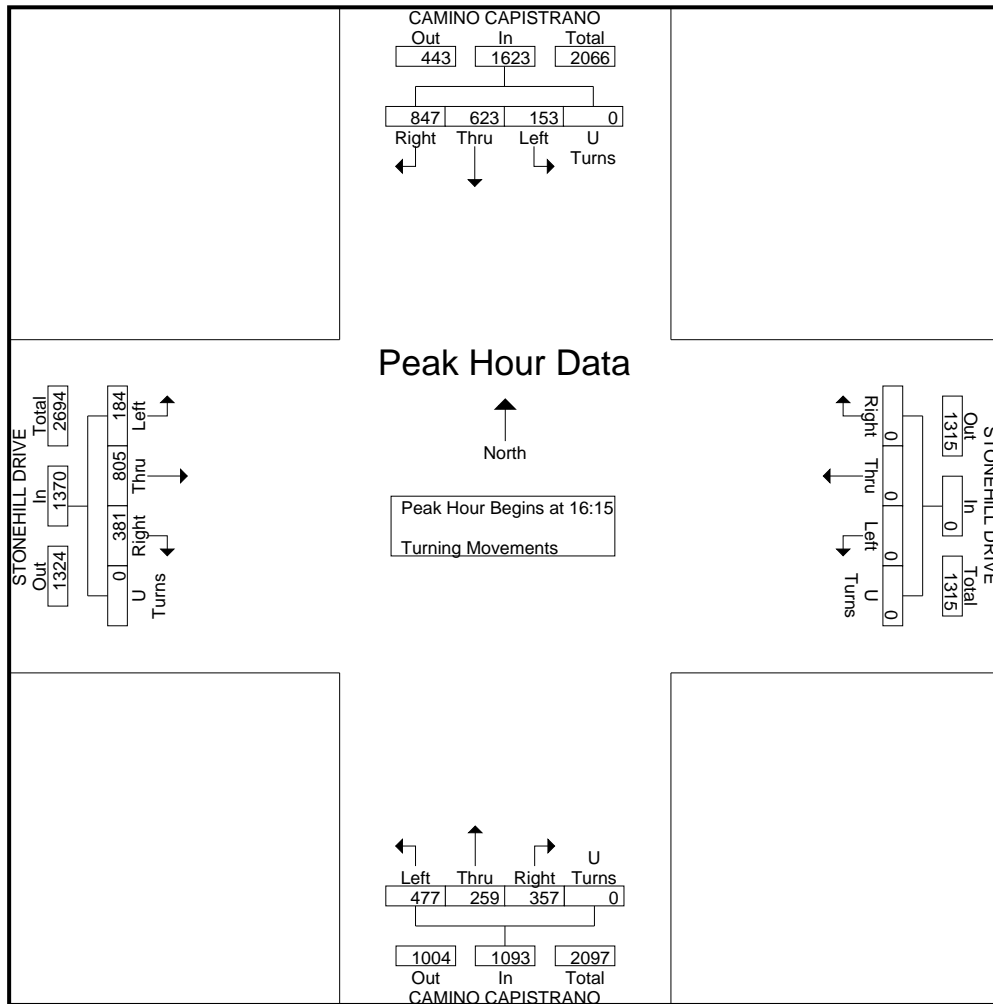 CAMINO CAPISTRANO
Out In Total
443 1623 2066
847 623 153 0
Right Thru Left U Turns
Peak Hour Data
North
Peak Hour Begins at 16:15
Turning Movements
STONEHILL DRIVE
Total In Out
2694 1370 1324
184 805 381 0
Left Thru Right U Turns
STONEHILL DRIVE
Out In Total
1315 0 1315
0 0 0 0
Right Thru Left U Turns
Left Thru Right U Turns
477 259 357 0
1004 1093 2097
Out In Total
CAMINO CAPISTRANO